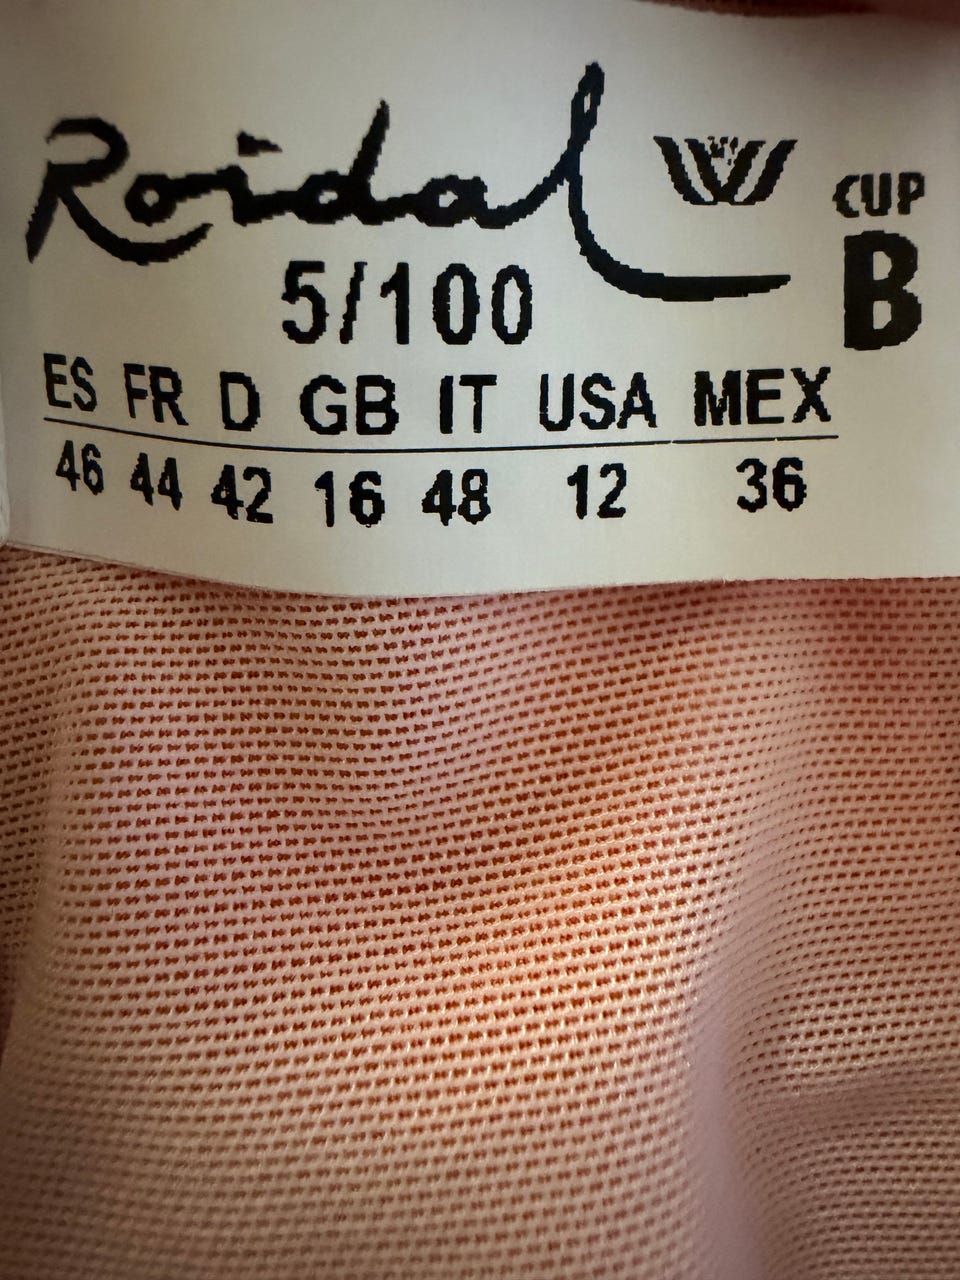 Roidal
CUP
B
5/100
ES FR D GB IT USA MEX
46 44 42 16 48 12 36